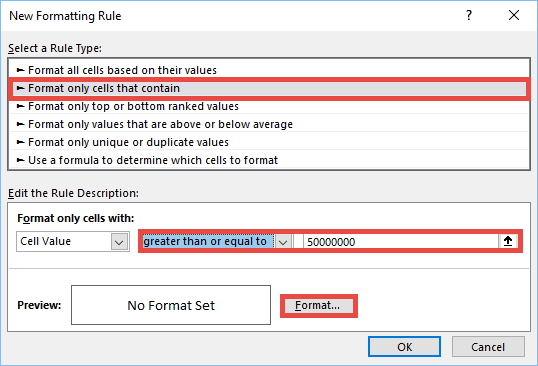 New Formatting Rule
Select a Rule Type:
► Format all cells based on their values
► Format only cells that contain
► Format only top or bottom ranked values
► Format only values that are above or below average
► Format only unique or duplicate values
► Use a formula to determine which cells to format
Edit the Rule Description:
Format only cells with:
Cell Value greater than or equal to 50000000
Preview: No Format Set Format...
OK Cancel